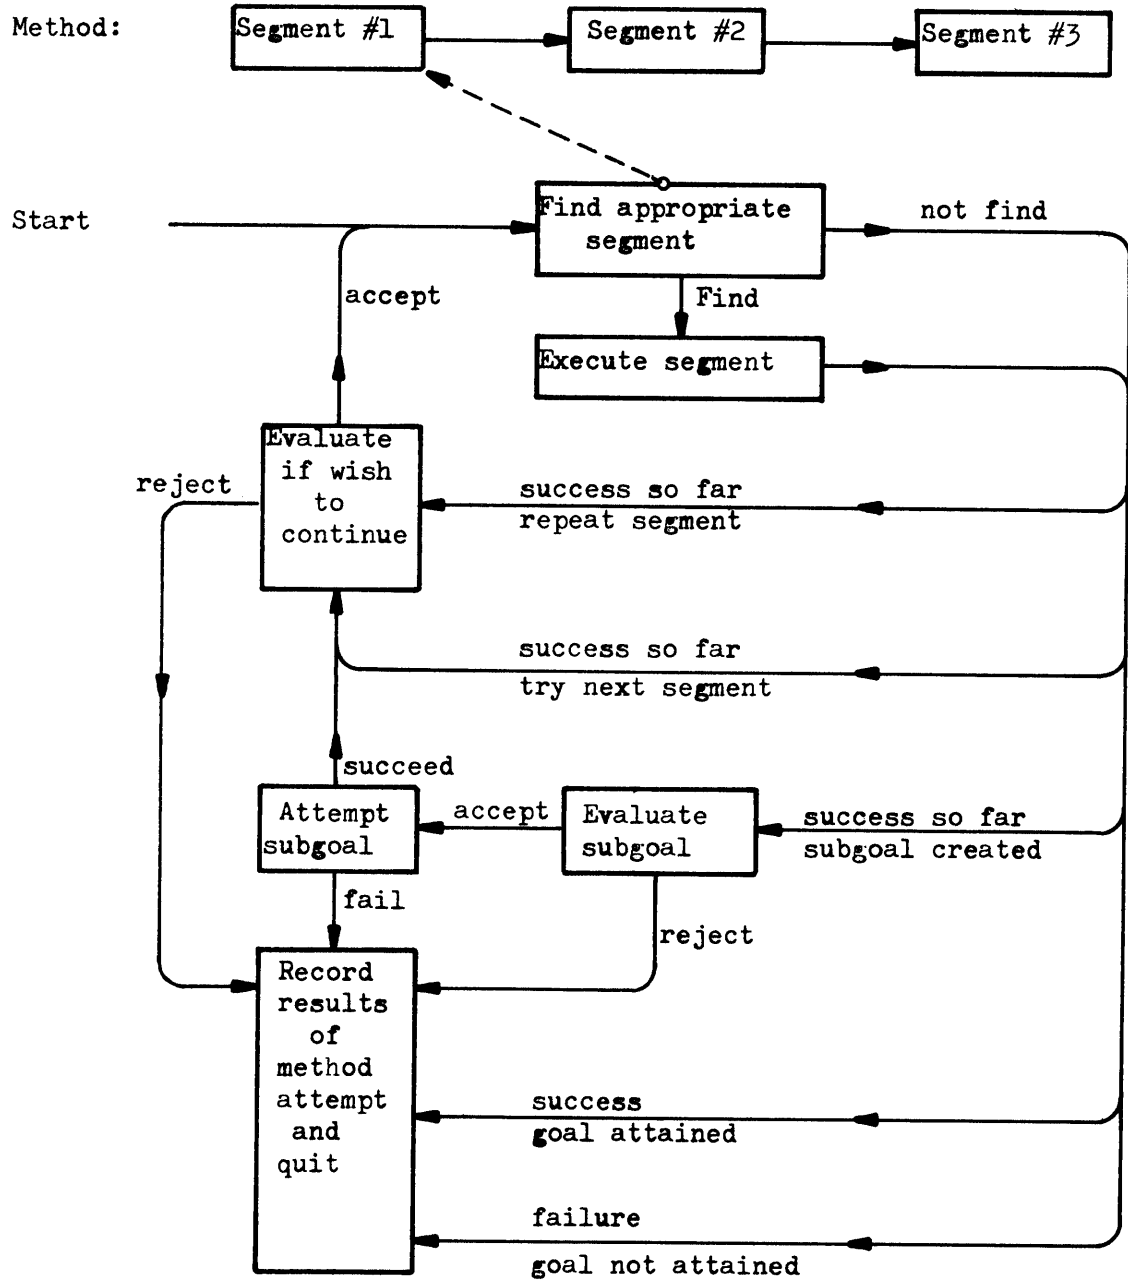 Method:
Segment #1
Segment #2
Segment #3
Start
Find appropriate
segment
not find
accept
Find
Execute segment
Evaluate
if wish
to
continue
reject
success so far
repeat segment
success so far
try next segment
succeed
Attempt
subgoal
accept
Evaluate
subgoal
success so far
subgoal created
fail
reject
Record
results
of
method
attempt
and
quit
success
goal attained
failure
goal not attained